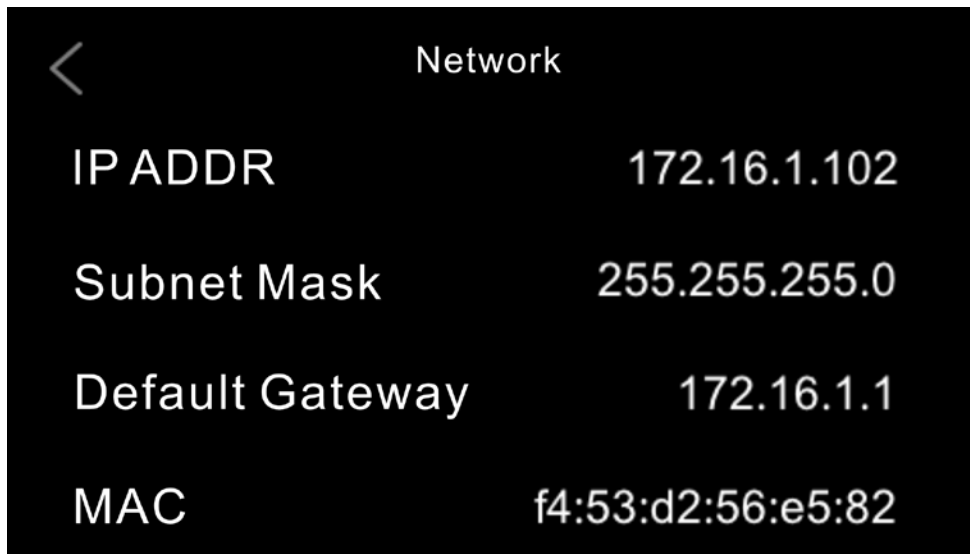 Network
IP ADDR 172.16.1.102
Subnet Mask 255.255.255.0
Default Gateway 172.16.1.1
MAC f4:53:d2:56:e5:82